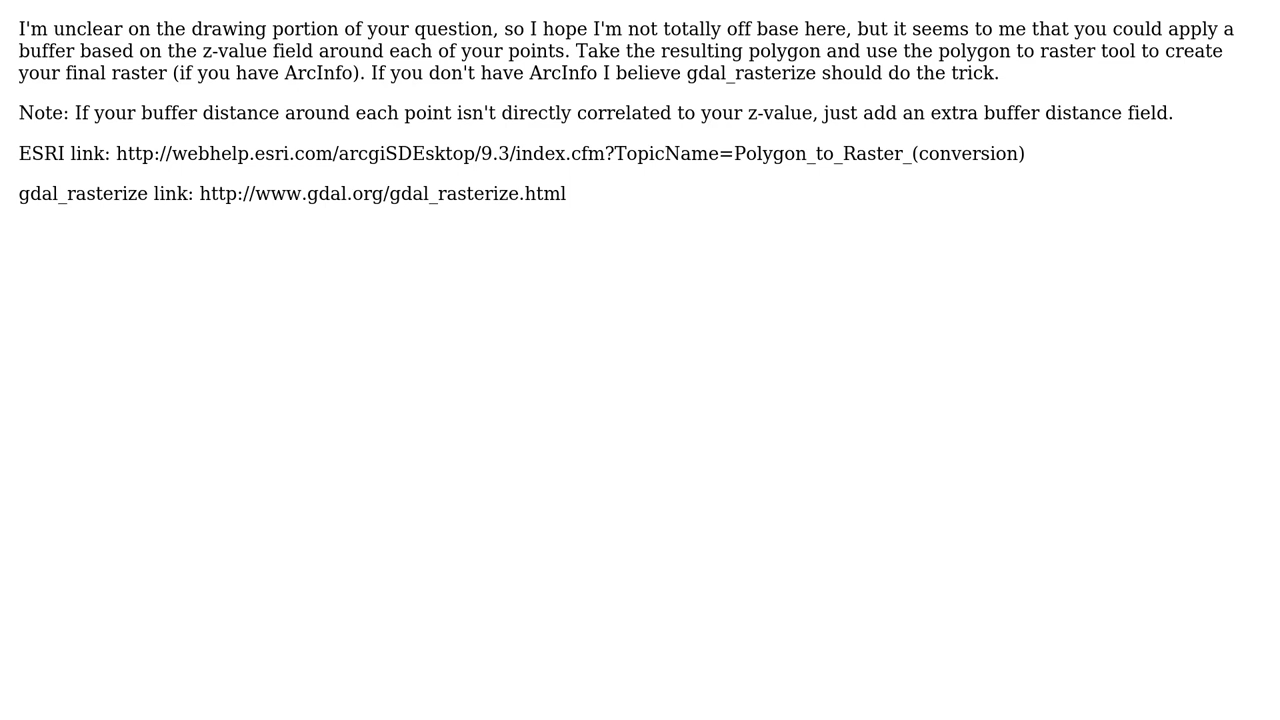 I'm unclear on the drawing portion of your question, so I hope I'm not totally off base here, but it seems to me that you could apply a
buffer based on the z-value field around each of your points. Take the resulting polygon and use the polygon to raster tool to create
your final raster (if you have ArcInfo). If you don't have ArcInfo I believe gdal_rasterize should do the trick.
Note: If your buffer distance around each point isn't directly correlated to your z-value, just add an extra buffer distance field.
ESRI link: http://webhelp.esri.com/arcgiSDEsktop/9.3/index.cfm?TopicName=Polygon_to_Raster_(conversion)
gdal_rasterize link: http://www.gdal.org/gdal_rasterize.html